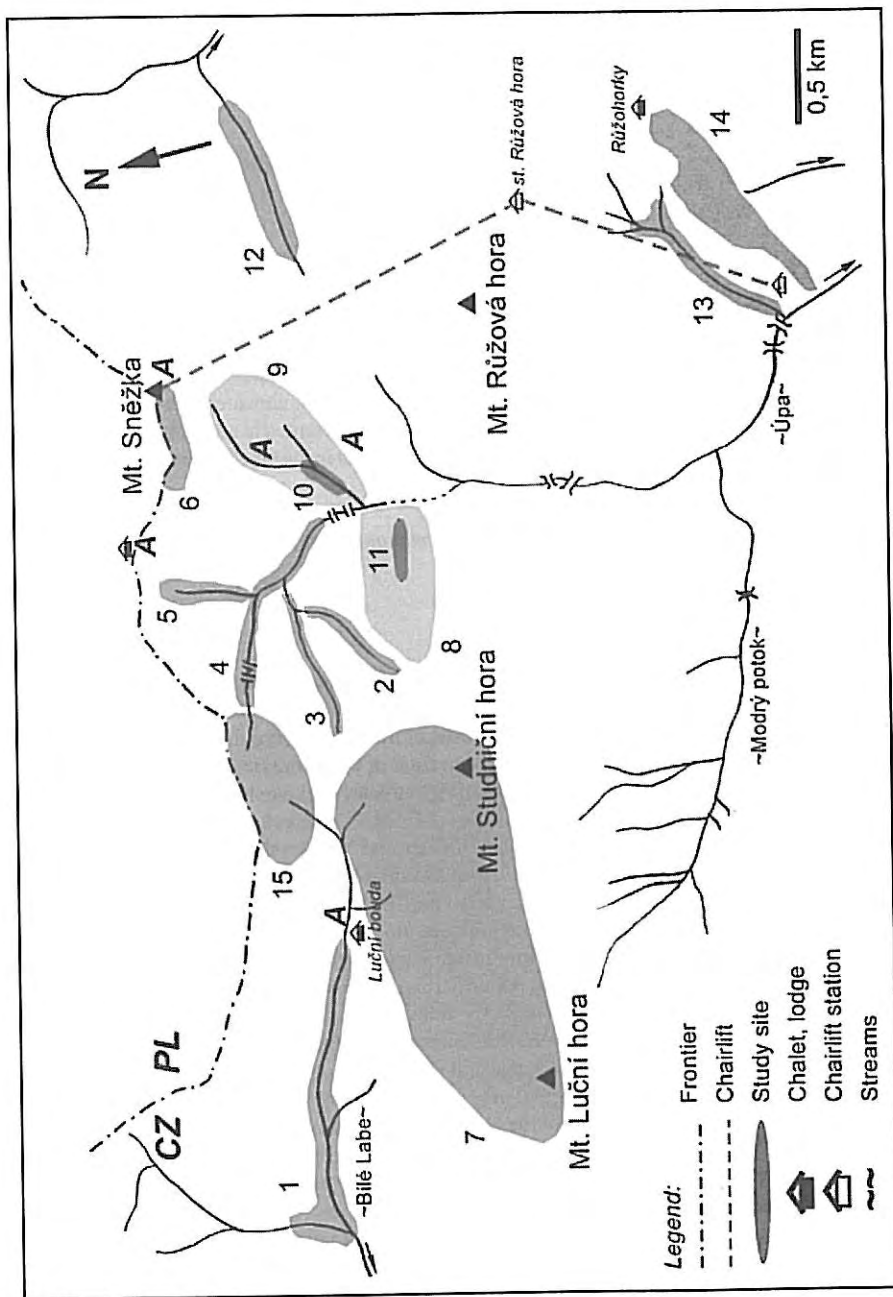 CZ
PL
N
Mt. Sněžka
A
A
A
A
A
1
2
3
4
5
6
7
8
9
10
11
12
13
14
15
~Bílé Labe~
Luční bouda
Mt. Luční hora
Mt. Studniční hora
Mt. Růžová hora
st. Růžová hora
Růžohorky
~Modrý potok~
~Úpa~
0,5 km
Legend:
Frontier
Chairlift
Study site
Chalet, lodge
Chairlift station
Streams